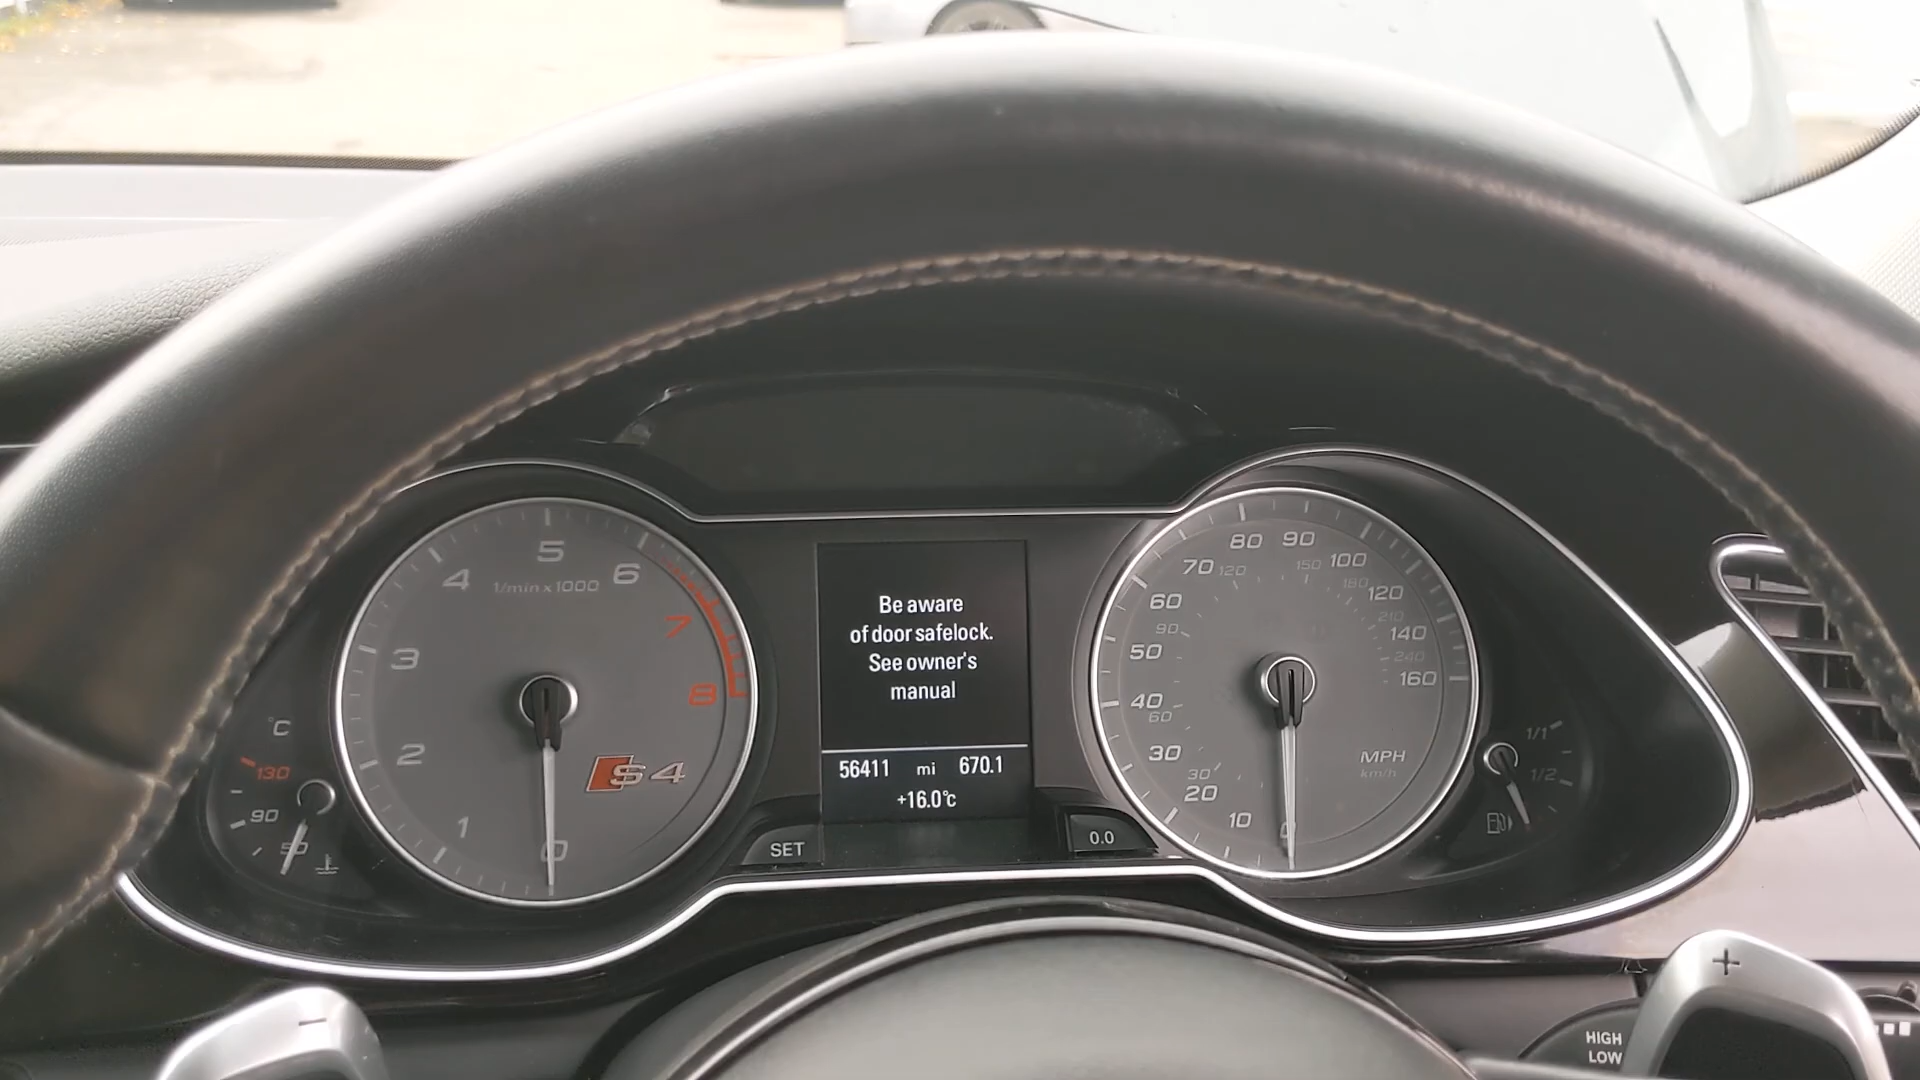 Be aware
of door safelock.
See owner's
manual
56411 mi 670.1
+16.0°c
SET
0.0
1/min x 1000
0
1
2
3
4
5
6
7
8
S4
°C
130
90
50
0
10
20
30
40
50
60
70
80
90
100
120
140
160
30
60
90
120
150
180
210
240
MPH
km/h
1/1
1/2
−
+
HIGH
LOW